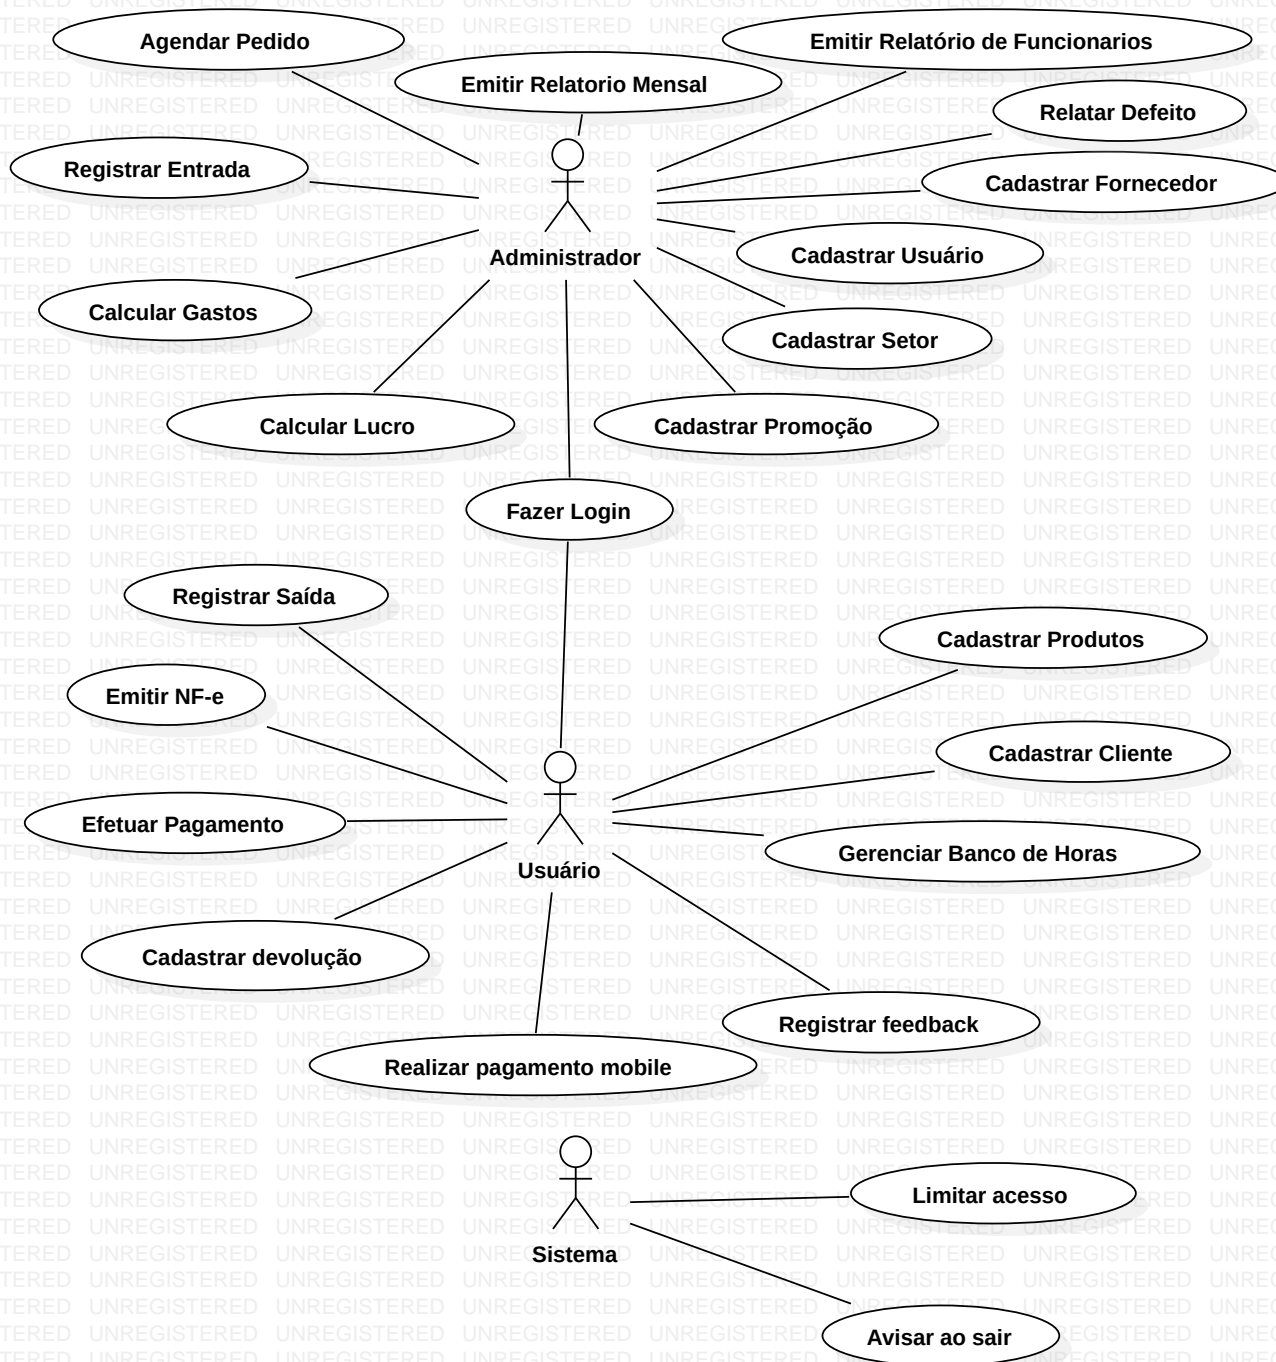 Agendar Pedido
Emitir Relatório de Funcionarios
Emitir Relatorio Mensal
Relatar Defeito
Registrar Entrada
Cadastrar Fornecedor
Administrador
Cadastrar Usuário
Calcular Gastos
Cadastrar Setor
Calcular Lucro
Cadastrar Promoção
Fazer Login
Registrar Saída
Cadastrar Produtos
Emitir NF-e
Cadastrar Cliente
Efetuar Pagamento
Gerenciar Banco de Horas
Usuário
Cadastrar devolução
Registrar feedback
Realizar pagamento mobile
Limitar acesso
Sistema
Avisar ao sair
UNREGISTERED